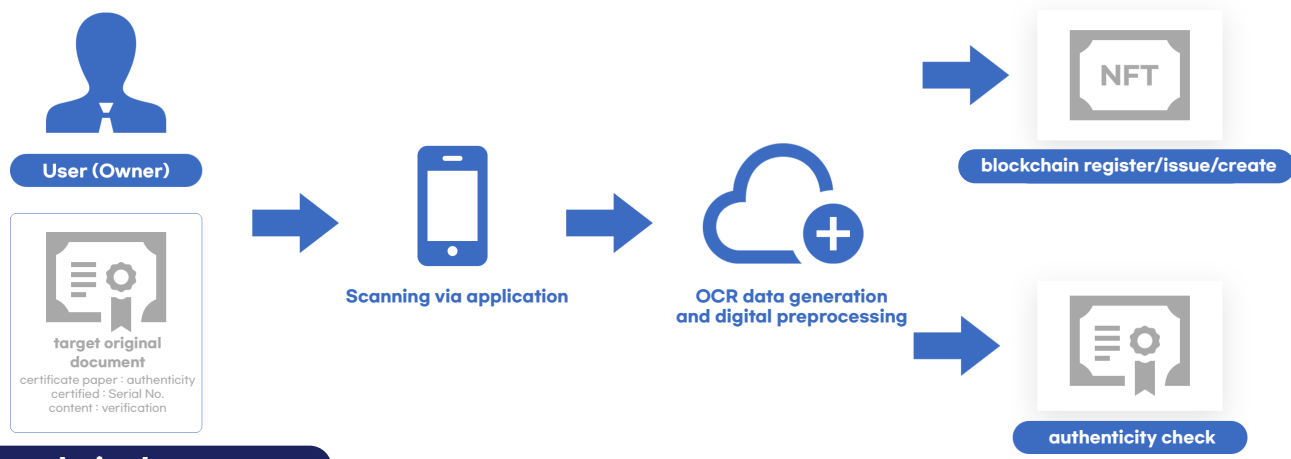 User (Owner)
target original
document
certificate paper : authenticity
certified : Serial No.
content : verification
Scanning via application
OCR data generation
and digital preprocessing
NFT
blockchain register/issue/create
authenticity check